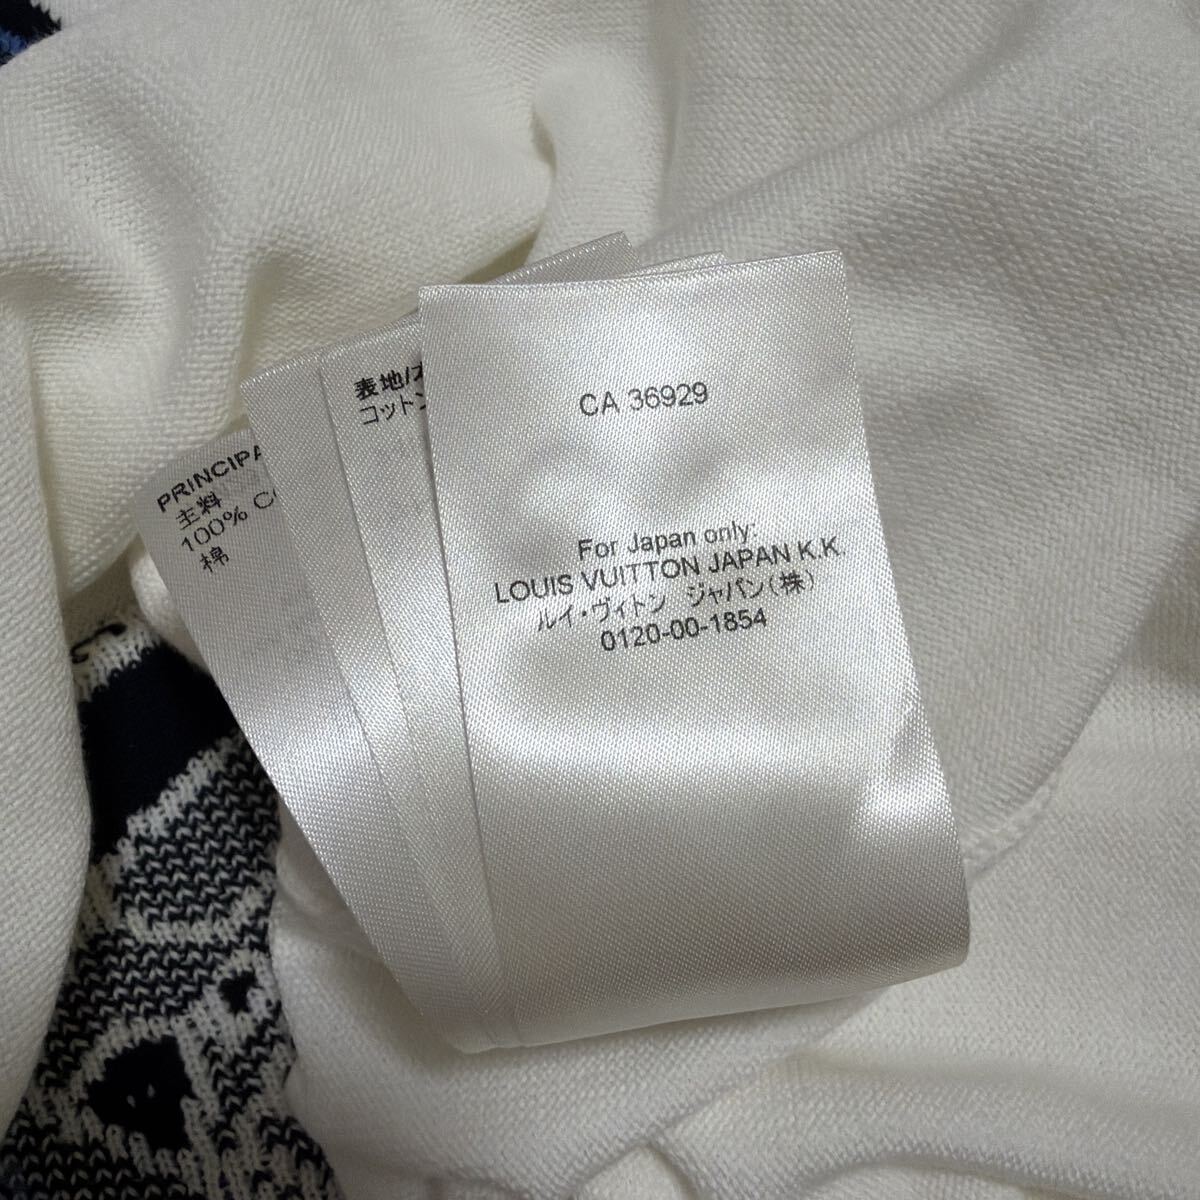 PRINCIPA
主料
100% CO
棉
表地/
コットン
CA 36929
For Japan only:
LOUIS VUITTON JAPAN K.K.
ルイ・ヴィトン ジャパン(株)
0120-00-1854